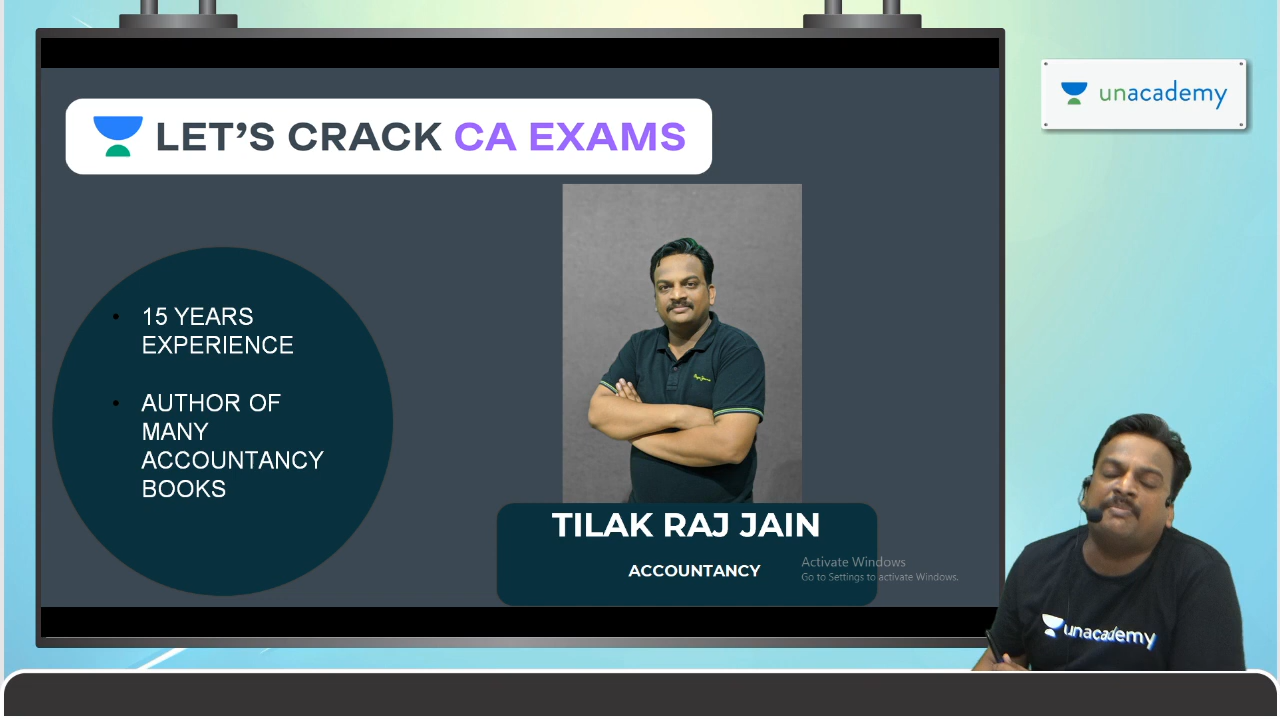 LET'S CRACK CA EXAMS
unacademy
15 YEARS
EXPERIENCE
AUTHOR OF
MANY
ACCOUNTANCY
BOOKS
TILAK RAJ JAIN
ACCOUNTANCY
Activate Windows
Go to Settings to activate Windows.
unacademy